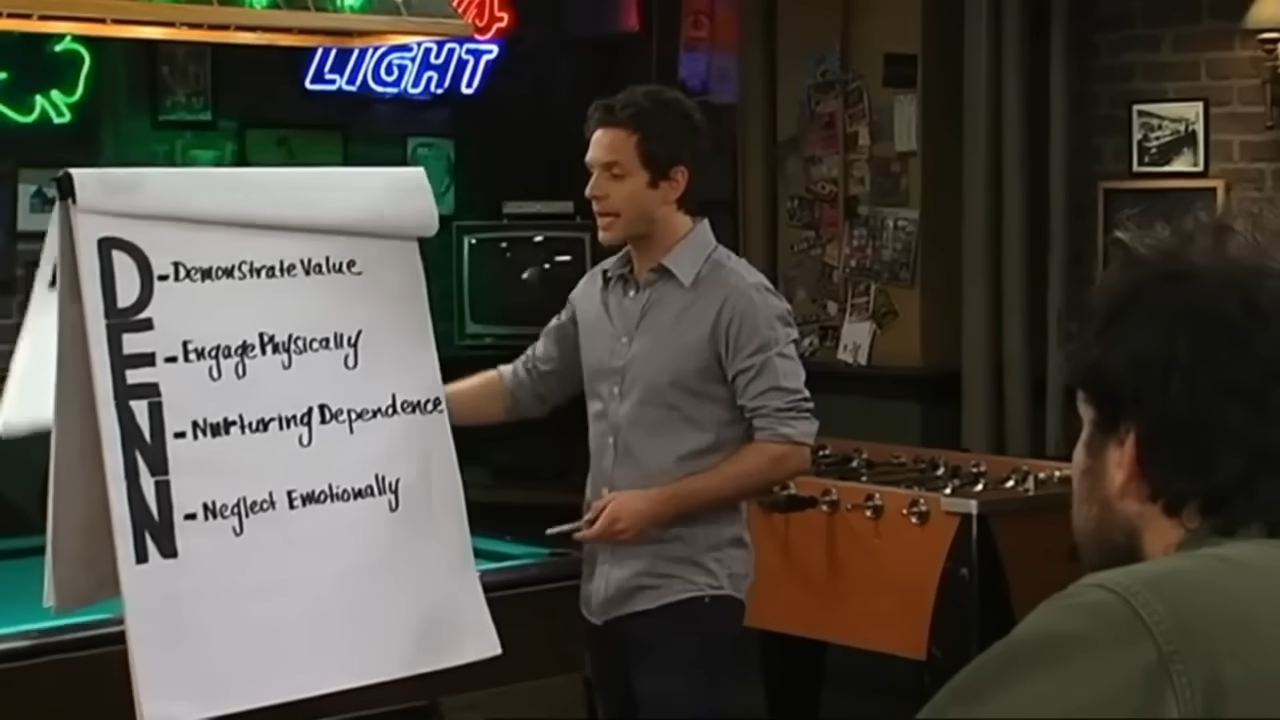 LIGHT
D - Demonstrate Value
E - Engage Physically
N - Nurturing Dependence
N - Neglect Emotionally